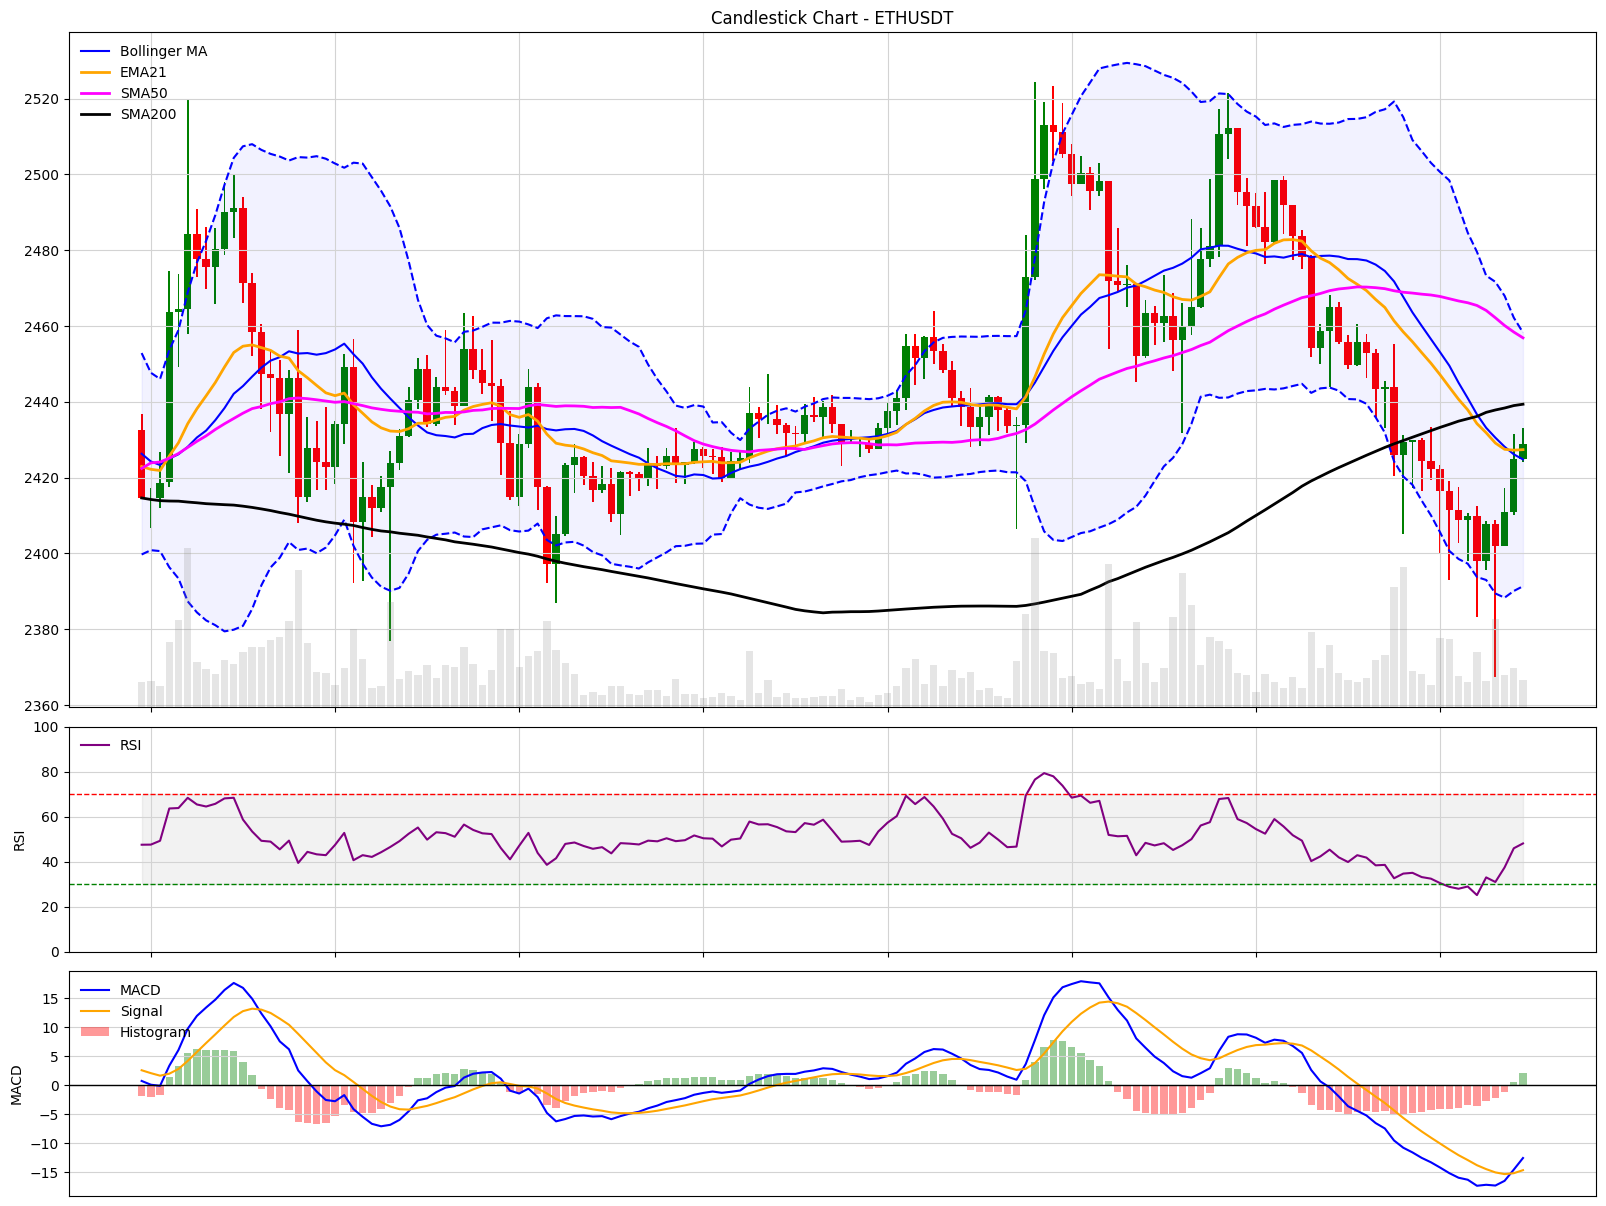 Candlestick Chart - ETHUSDT
Bollinger MA
EMA21
SMA50
SMA200
2520
2500
2480
2460
2440
2420
2400
2380
2360
RSI
100
80
60
40
20
0
RSI
MACD
Signal
Histogram
15
10
5
0
−5
−10
−15
MACD